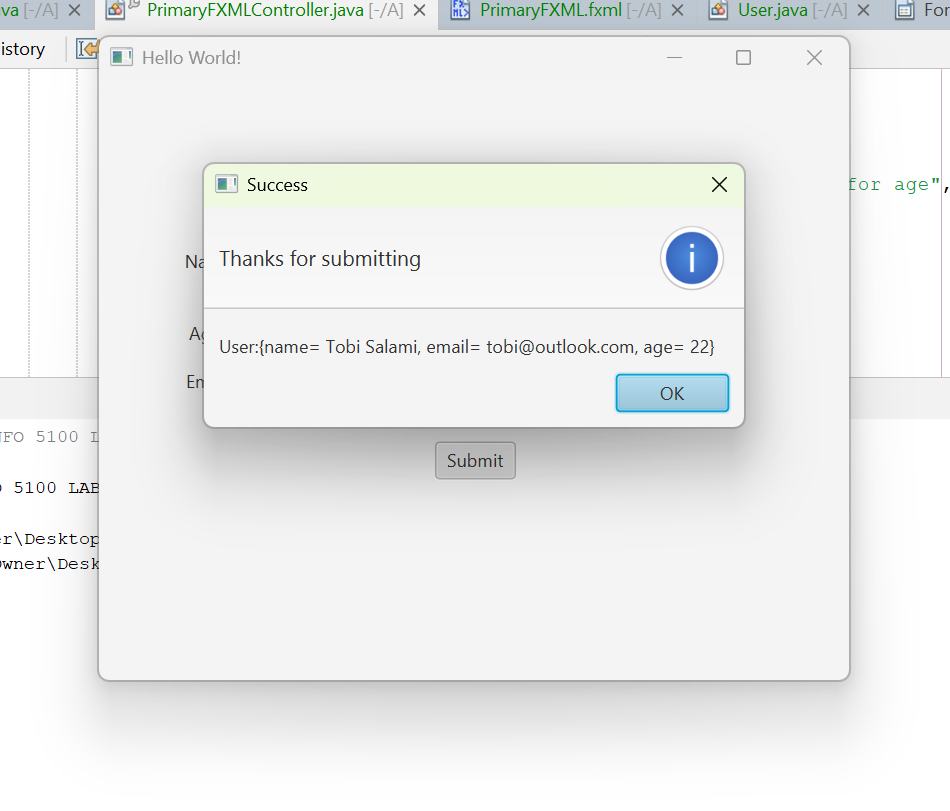 va [-/A] PrimaryFXMLController.java [-/A] PrimaryFXML.fxml [-/A] User.java [-/A] For
istory
Hello World!
for age",
Success
Thanks for submitting
User:{name= Tobi Salami, email= tobi@outlook.com, age= 22}
OK
Na
Ag
Em
Submit
NFO 5100 L
O 5100 LAB
er\Desktop
Owner\Desk